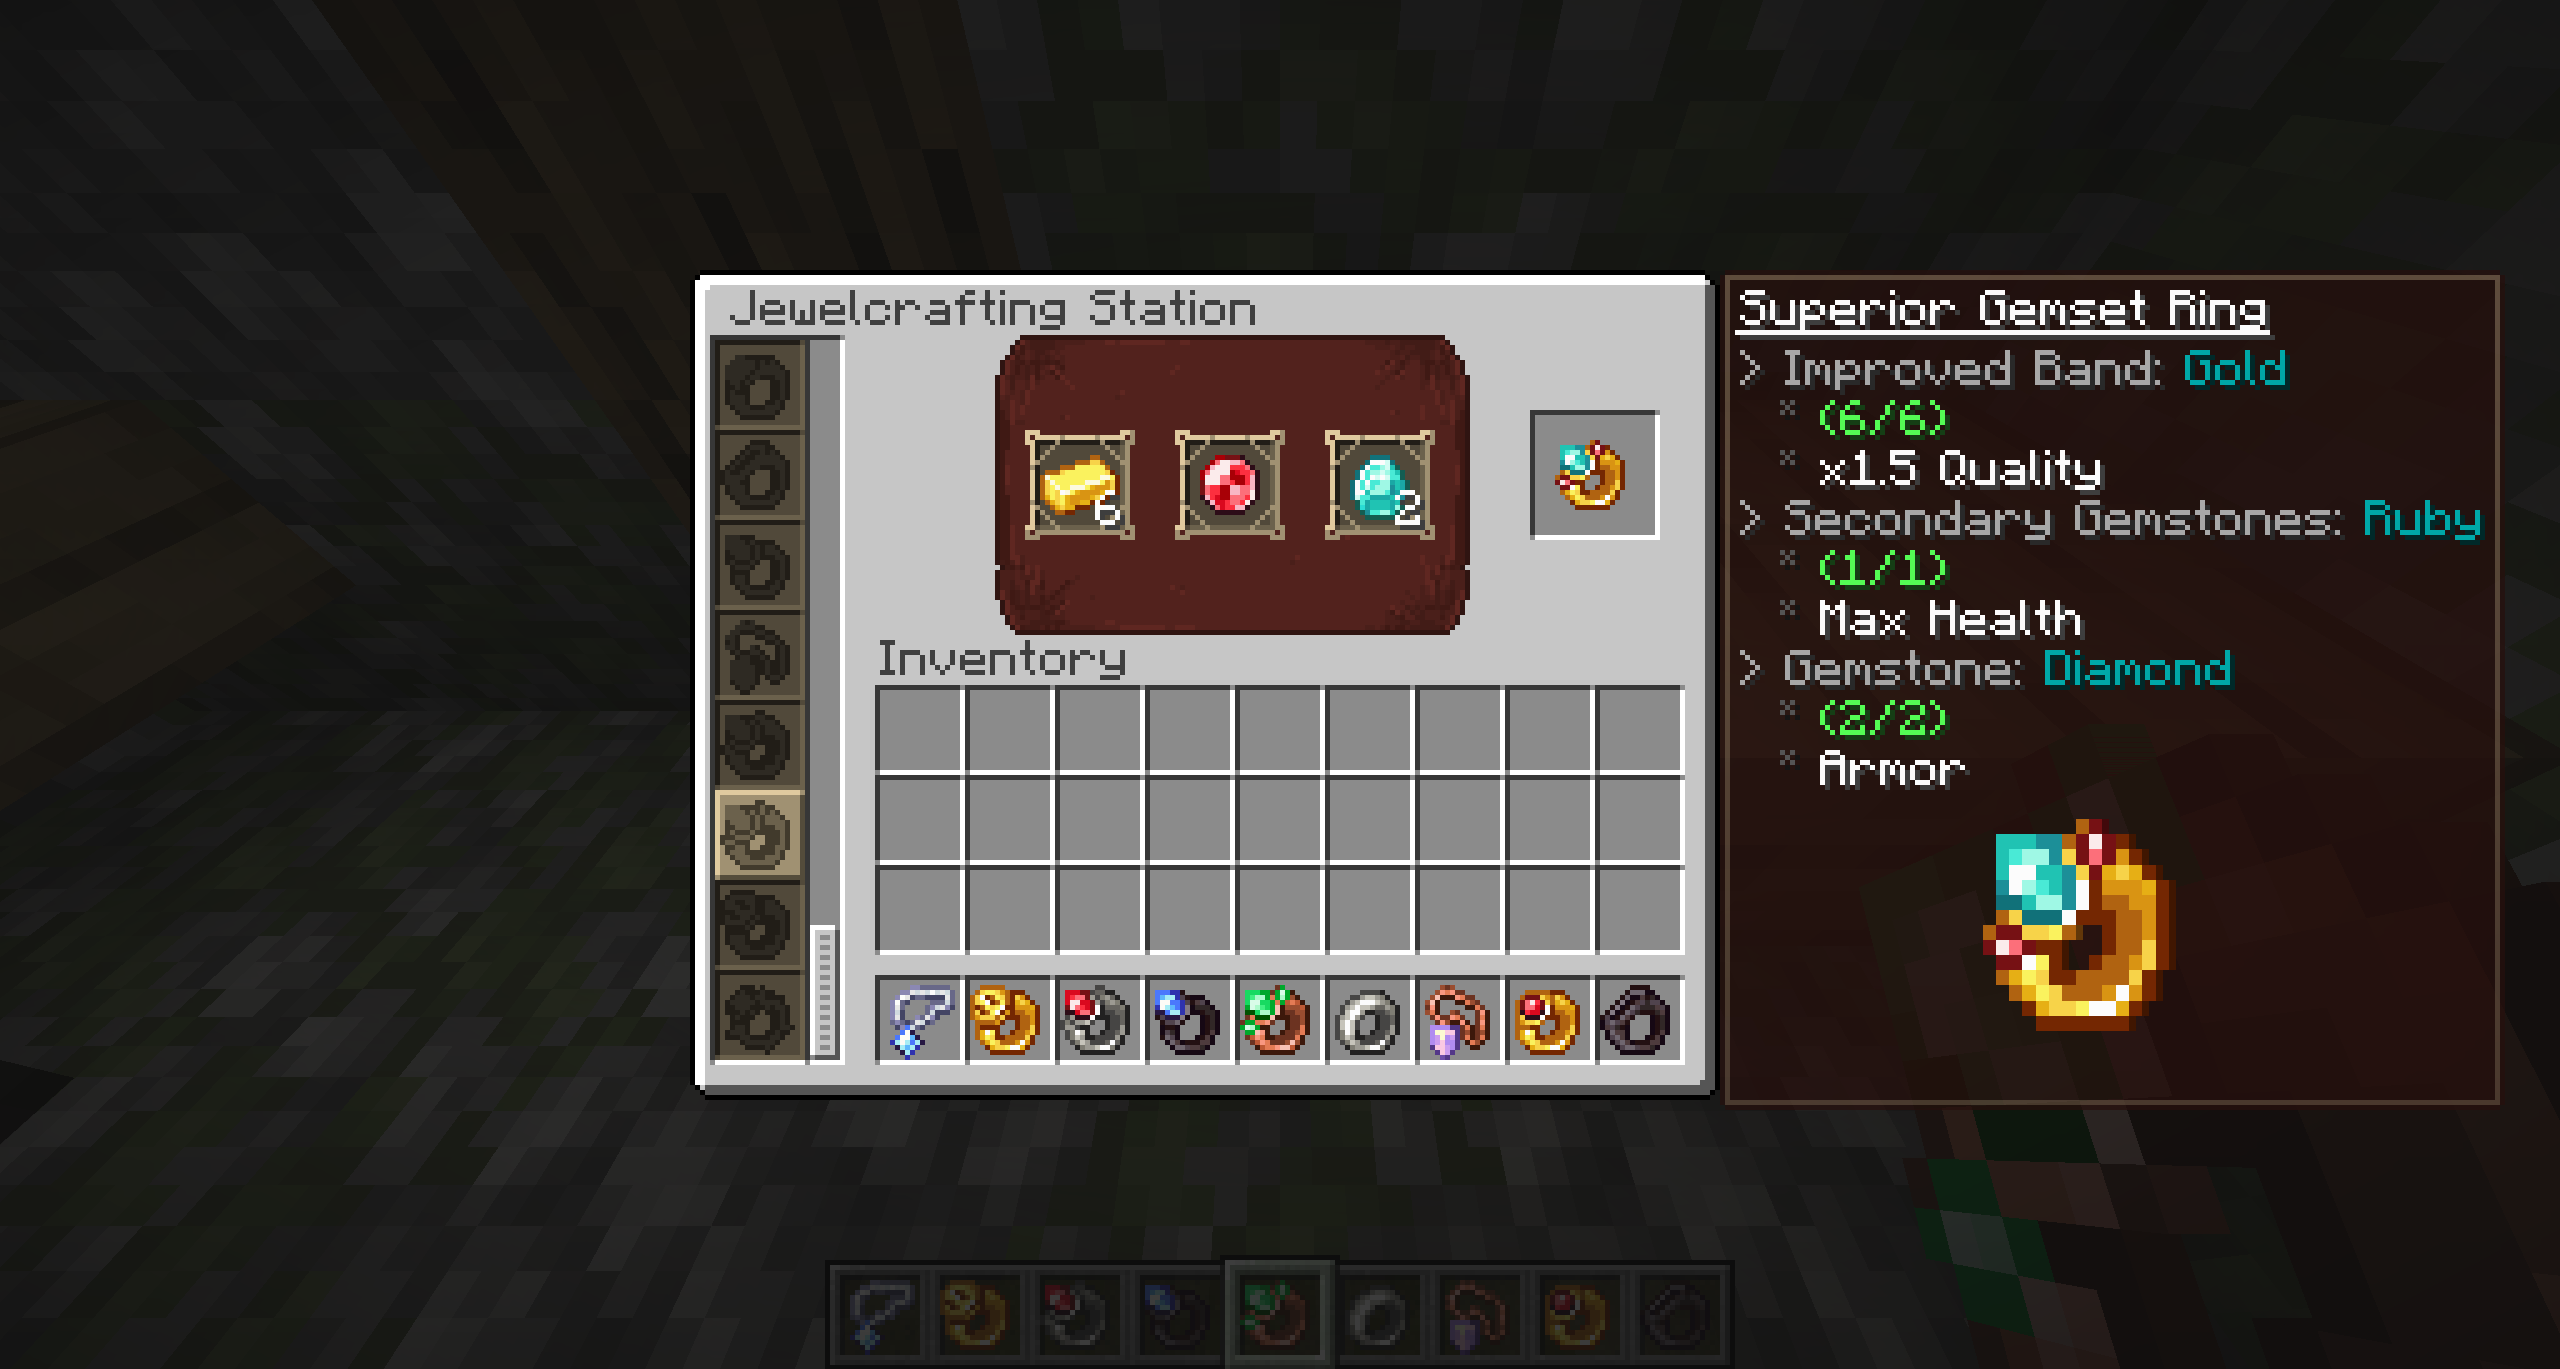 Jewelcrafting Station
6
2
Inventory
Superior Gemset Ring
> Improved Band: Gold
* (6/6)
* x1.5 Quality
> Secondary Gemstones: Ruby
* (1/1)
* Max Health
> Gemstone: Diamond
* (2/2)
* Armor